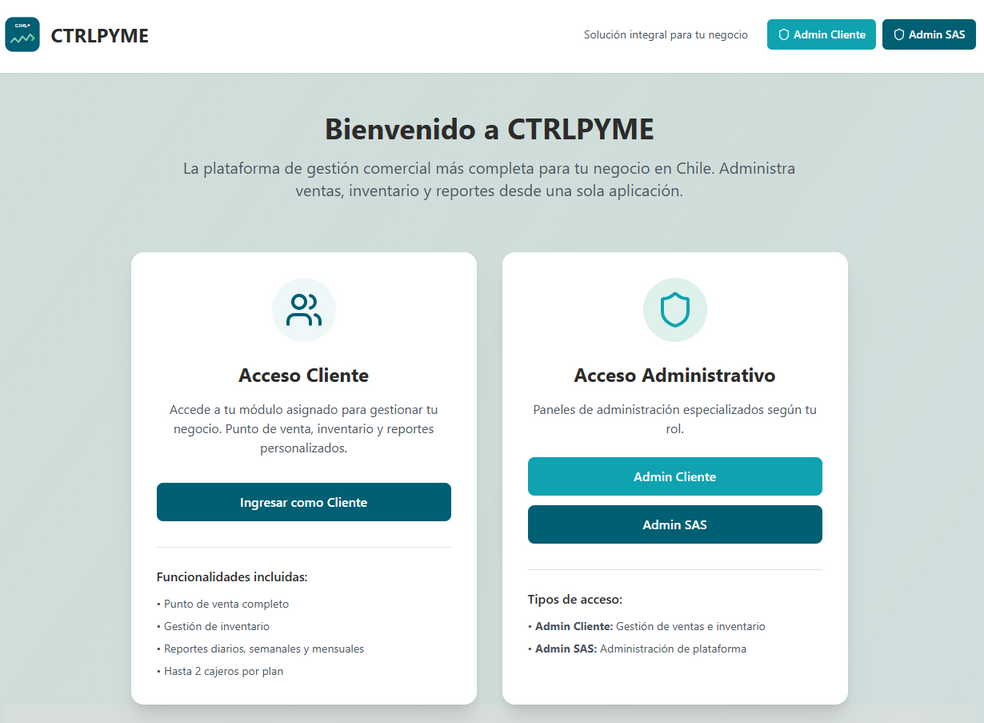 CTRLPYME
Solución integral para tu negocio
Admin Cliente
Admin SAS
Bienvenido a CTRLPYME
La plataforma de gestión comercial más completa para tu negocio en Chile. Administra
ventas, inventario y reportes desde una sola aplicación.
Acceso Cliente
Accede a tu módulo asignado para gestionar tu
negocio. Punto de venta, inventario y reportes
personalizados.
Ingresar como Cliente
Funcionalidades incluidas:
• Punto de venta completo
• Gestión de inventario
• Reportes diarios, semanales y mensuales
• Hasta 2 cajeros por plan
Acceso Administrativo
Paneles de administración especializados según tu
rol.
Admin Cliente
Admin SAS
Tipos de acceso:
• Admin Cliente: Gestión de ventas e inventario
• Admin SAS: Administración de plataforma